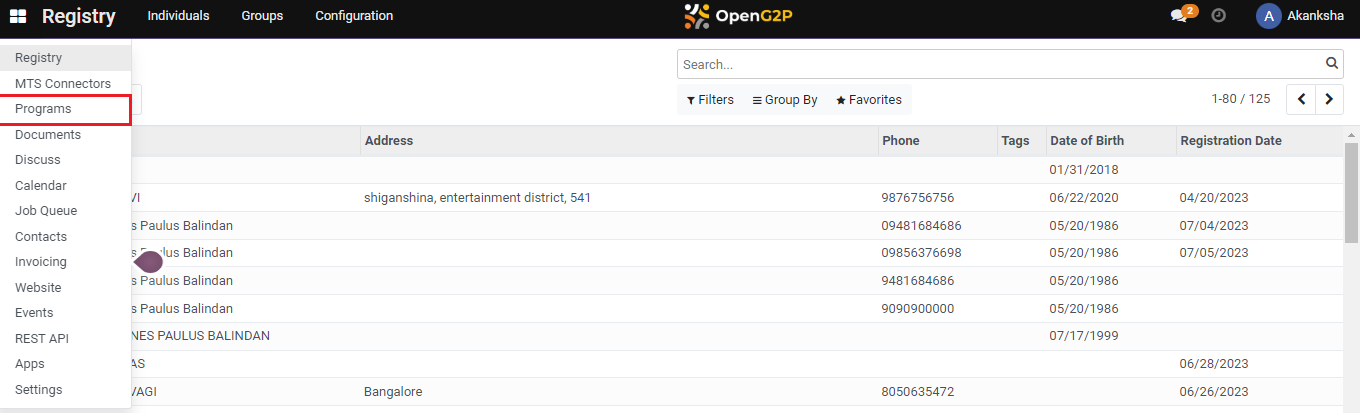 Registry Individuals Groups Configuration OpenG2P 2 A Akanksha
Registry
MTS Connectors
Programs
Documents
Discuss
Calendar
Job Queue
Contacts
Invoicing
Website
Events
REST API
Apps
Settings
Search...
Filters Group By Favorites 1-80 / 125
Address Phone Tags Date of Birth Registration Date
01/31/2018
VI shiganshina, entertainment district, 541 9876756756 06/22/2020 04/20/2023
s Paulus Balindan 09481684686 05/20/1986 07/04/2023
s Paulus Balindan 09856376698 05/20/1986 07/05/2023
s Paulus Balindan 9481684686 05/20/1986
s Paulus Balindan 9090900000 05/20/1986
NES PAULUS BALINDAN 07/17/1999
AS 06/28/2023
VAGI Bangalore 8050635472 06/26/2023